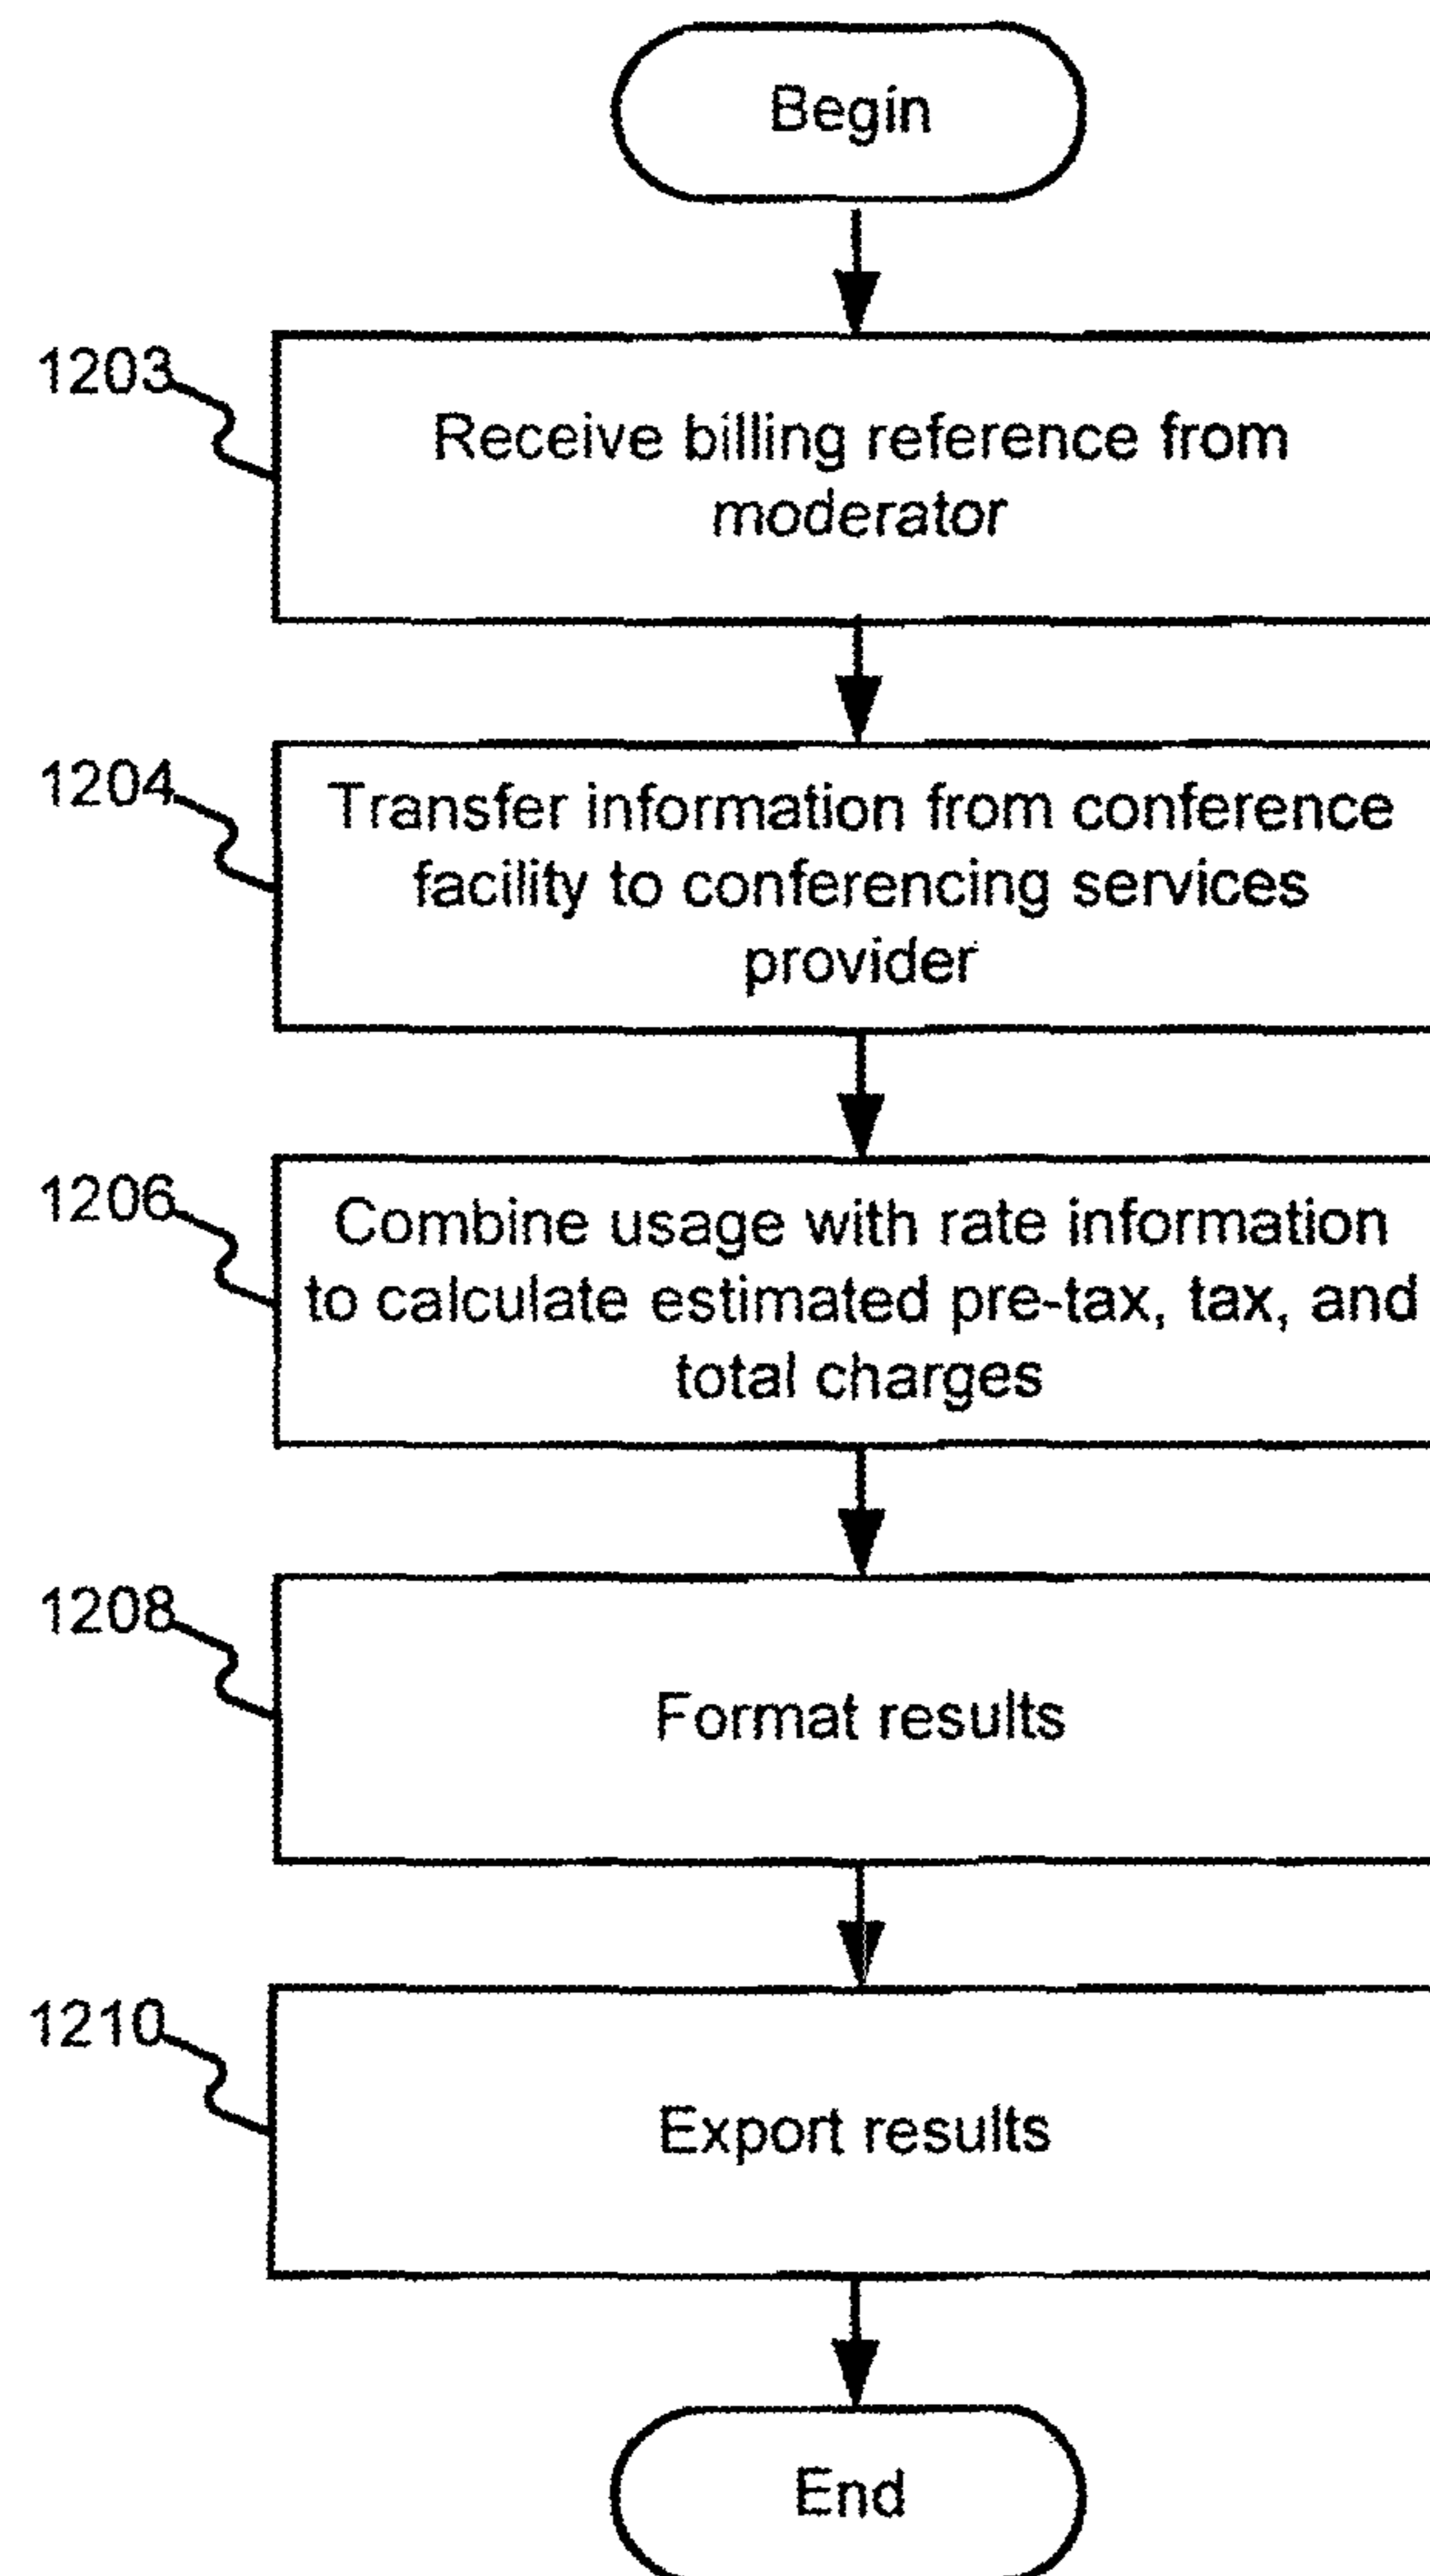 Begin
1203
Receive billing reference from
moderator
1204
Transfer information from conference
facility to conferencing services
provider
1206
Combine usage with rate information
to calculate estimated pre-tax, tax, and
total charges
1208
Format results
1210
Export results
End